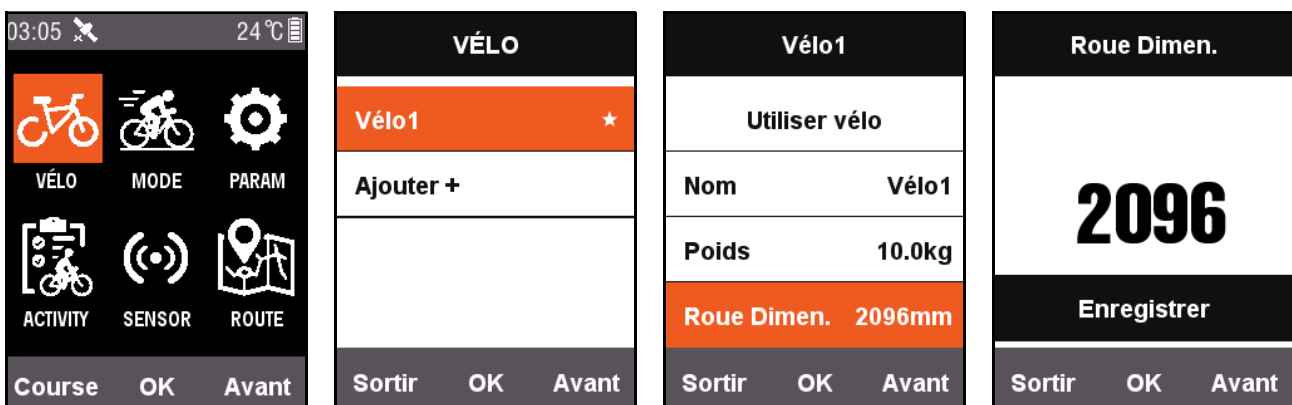 03:05 24℃
VÉLO MODE PARAM
ACTIVITY SENSOR ROUTE
Course OK Avant
VÉLO
Vélo1 ★
Ajouter +
Sortir OK Avant
Vélo1
Utiliser vélo
Nom Vélo1
Poids 10.0kg
Roue Dimen. 2096mm
Sortir OK Avant
Roue Dimen.
2096
Enregistrer
Sortir OK Avant